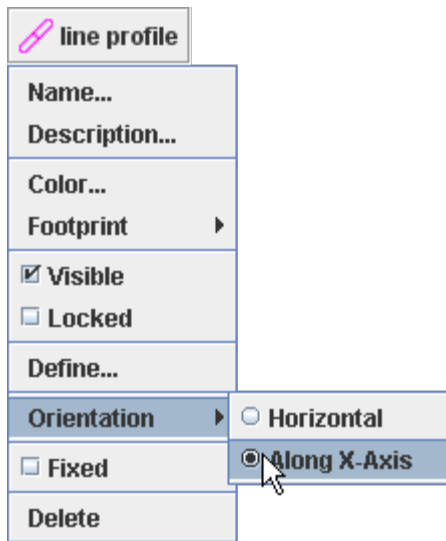 line profile
Name...
Description...
Color...
Footprint
Visible
Locked
Define...
Orientation
Horizontal
Along X-Axis
Fixed
Delete